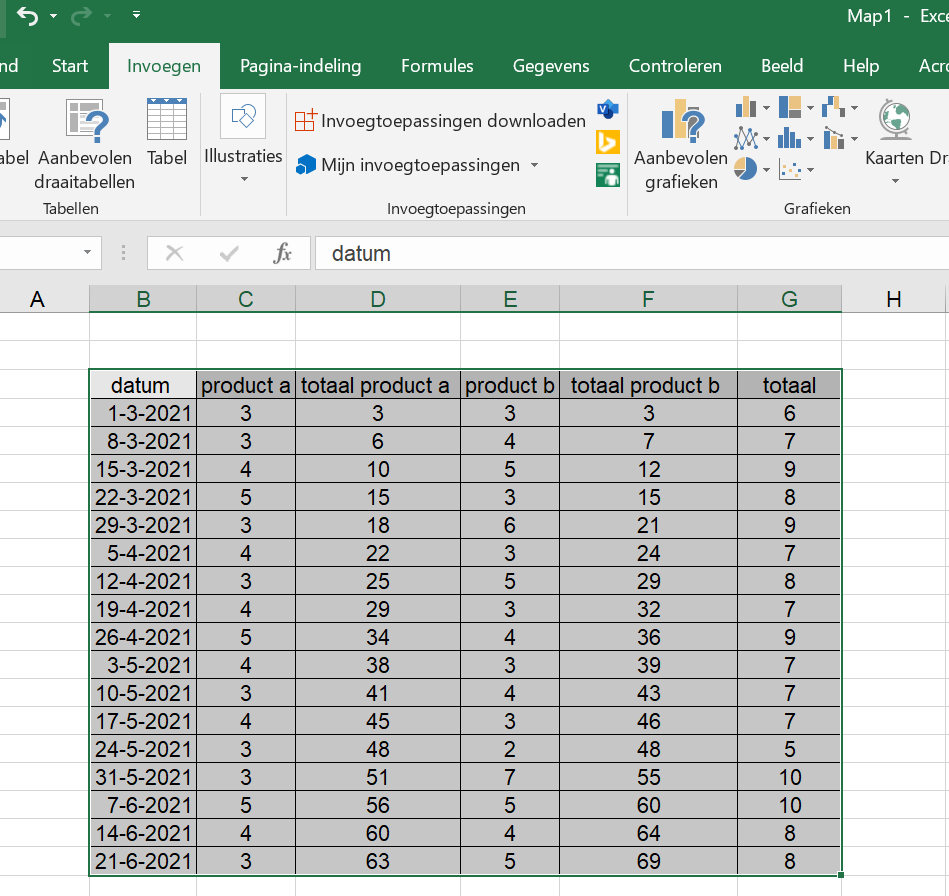 Map1 - Exce
nd Start Invoegen Pagina-indeling Formules Gegevens Controleren Beeld Help Acro
abel Aanbevolen draaitabellen Tabel Illustraties Invoegtoepassingen downloaden Mijn invoegtoepassingen Aanbevolen grafieken Kaarten Dra
Tabellen Invoegtoepassingen Grafieken
fx datum
A B C D E F G H
datum product a totaal product a product b totaal product b totaal
1-3-2021 3 3 3 3 6
8-3-2021 3 6 4 7 7
15-3-2021 4 10 5 12 9
22-3-2021 5 15 3 15 8
29-3-2021 3 18 6 21 9
5-4-2021 4 22 3 24 7
12-4-2021 3 25 5 29 8
19-4-2021 4 29 3 32 7
26-4-2021 5 34 4 36 9
3-5-2021 4 38 3 39 7
10-5-2021 3 41 4 43 7
17-5-2021 4 45 3 46 7
24-5-2021 3 48 2 48 5
31-5-2021 3 51 7 55 10
7-6-2021 5 56 5 60 10
14-6-2021 4 60 4 64 8
21-6-2021 3 63 5 69 8